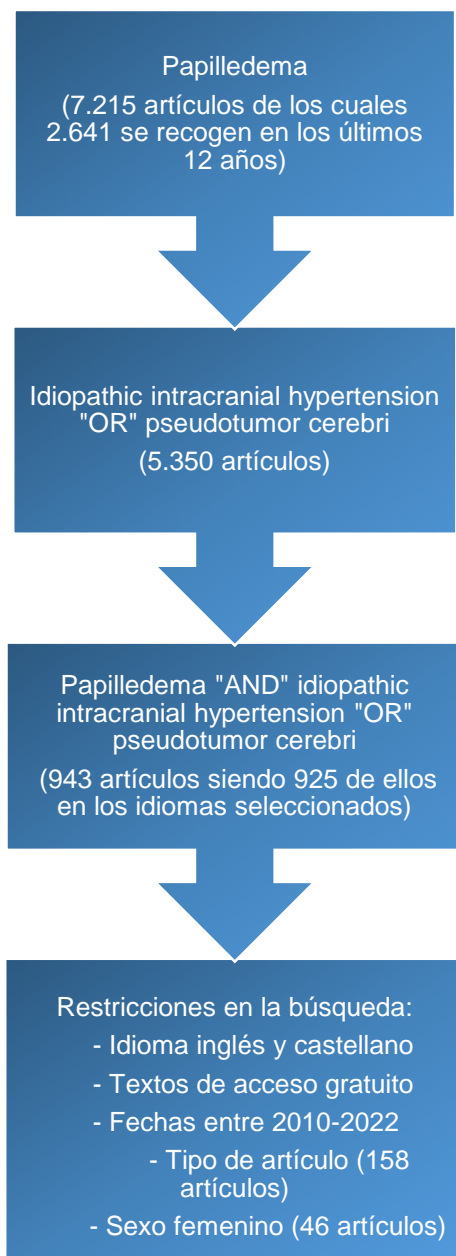 Papilledema
(7.215 artículos de los cuales
2.641 se recogen en los últimos
12 años)
Idiopathic intracranial hypertension
"OR" pseudotumor cerebri
(5.350 artículos)
Papilledema "AND" idiopathic
intracranial hypertension "OR"
pseudotumor cerebri
(943 artículos siendo 925 de ellos
en los idiomas seleccionados)
Restricciones en la búsqueda:
- Idioma inglés y castellano
- Textos de acceso gratuito
- Fechas entre 2010-2022
- Tipo de artículo (158
artículos)
- Sexo femenino (46 artículos)